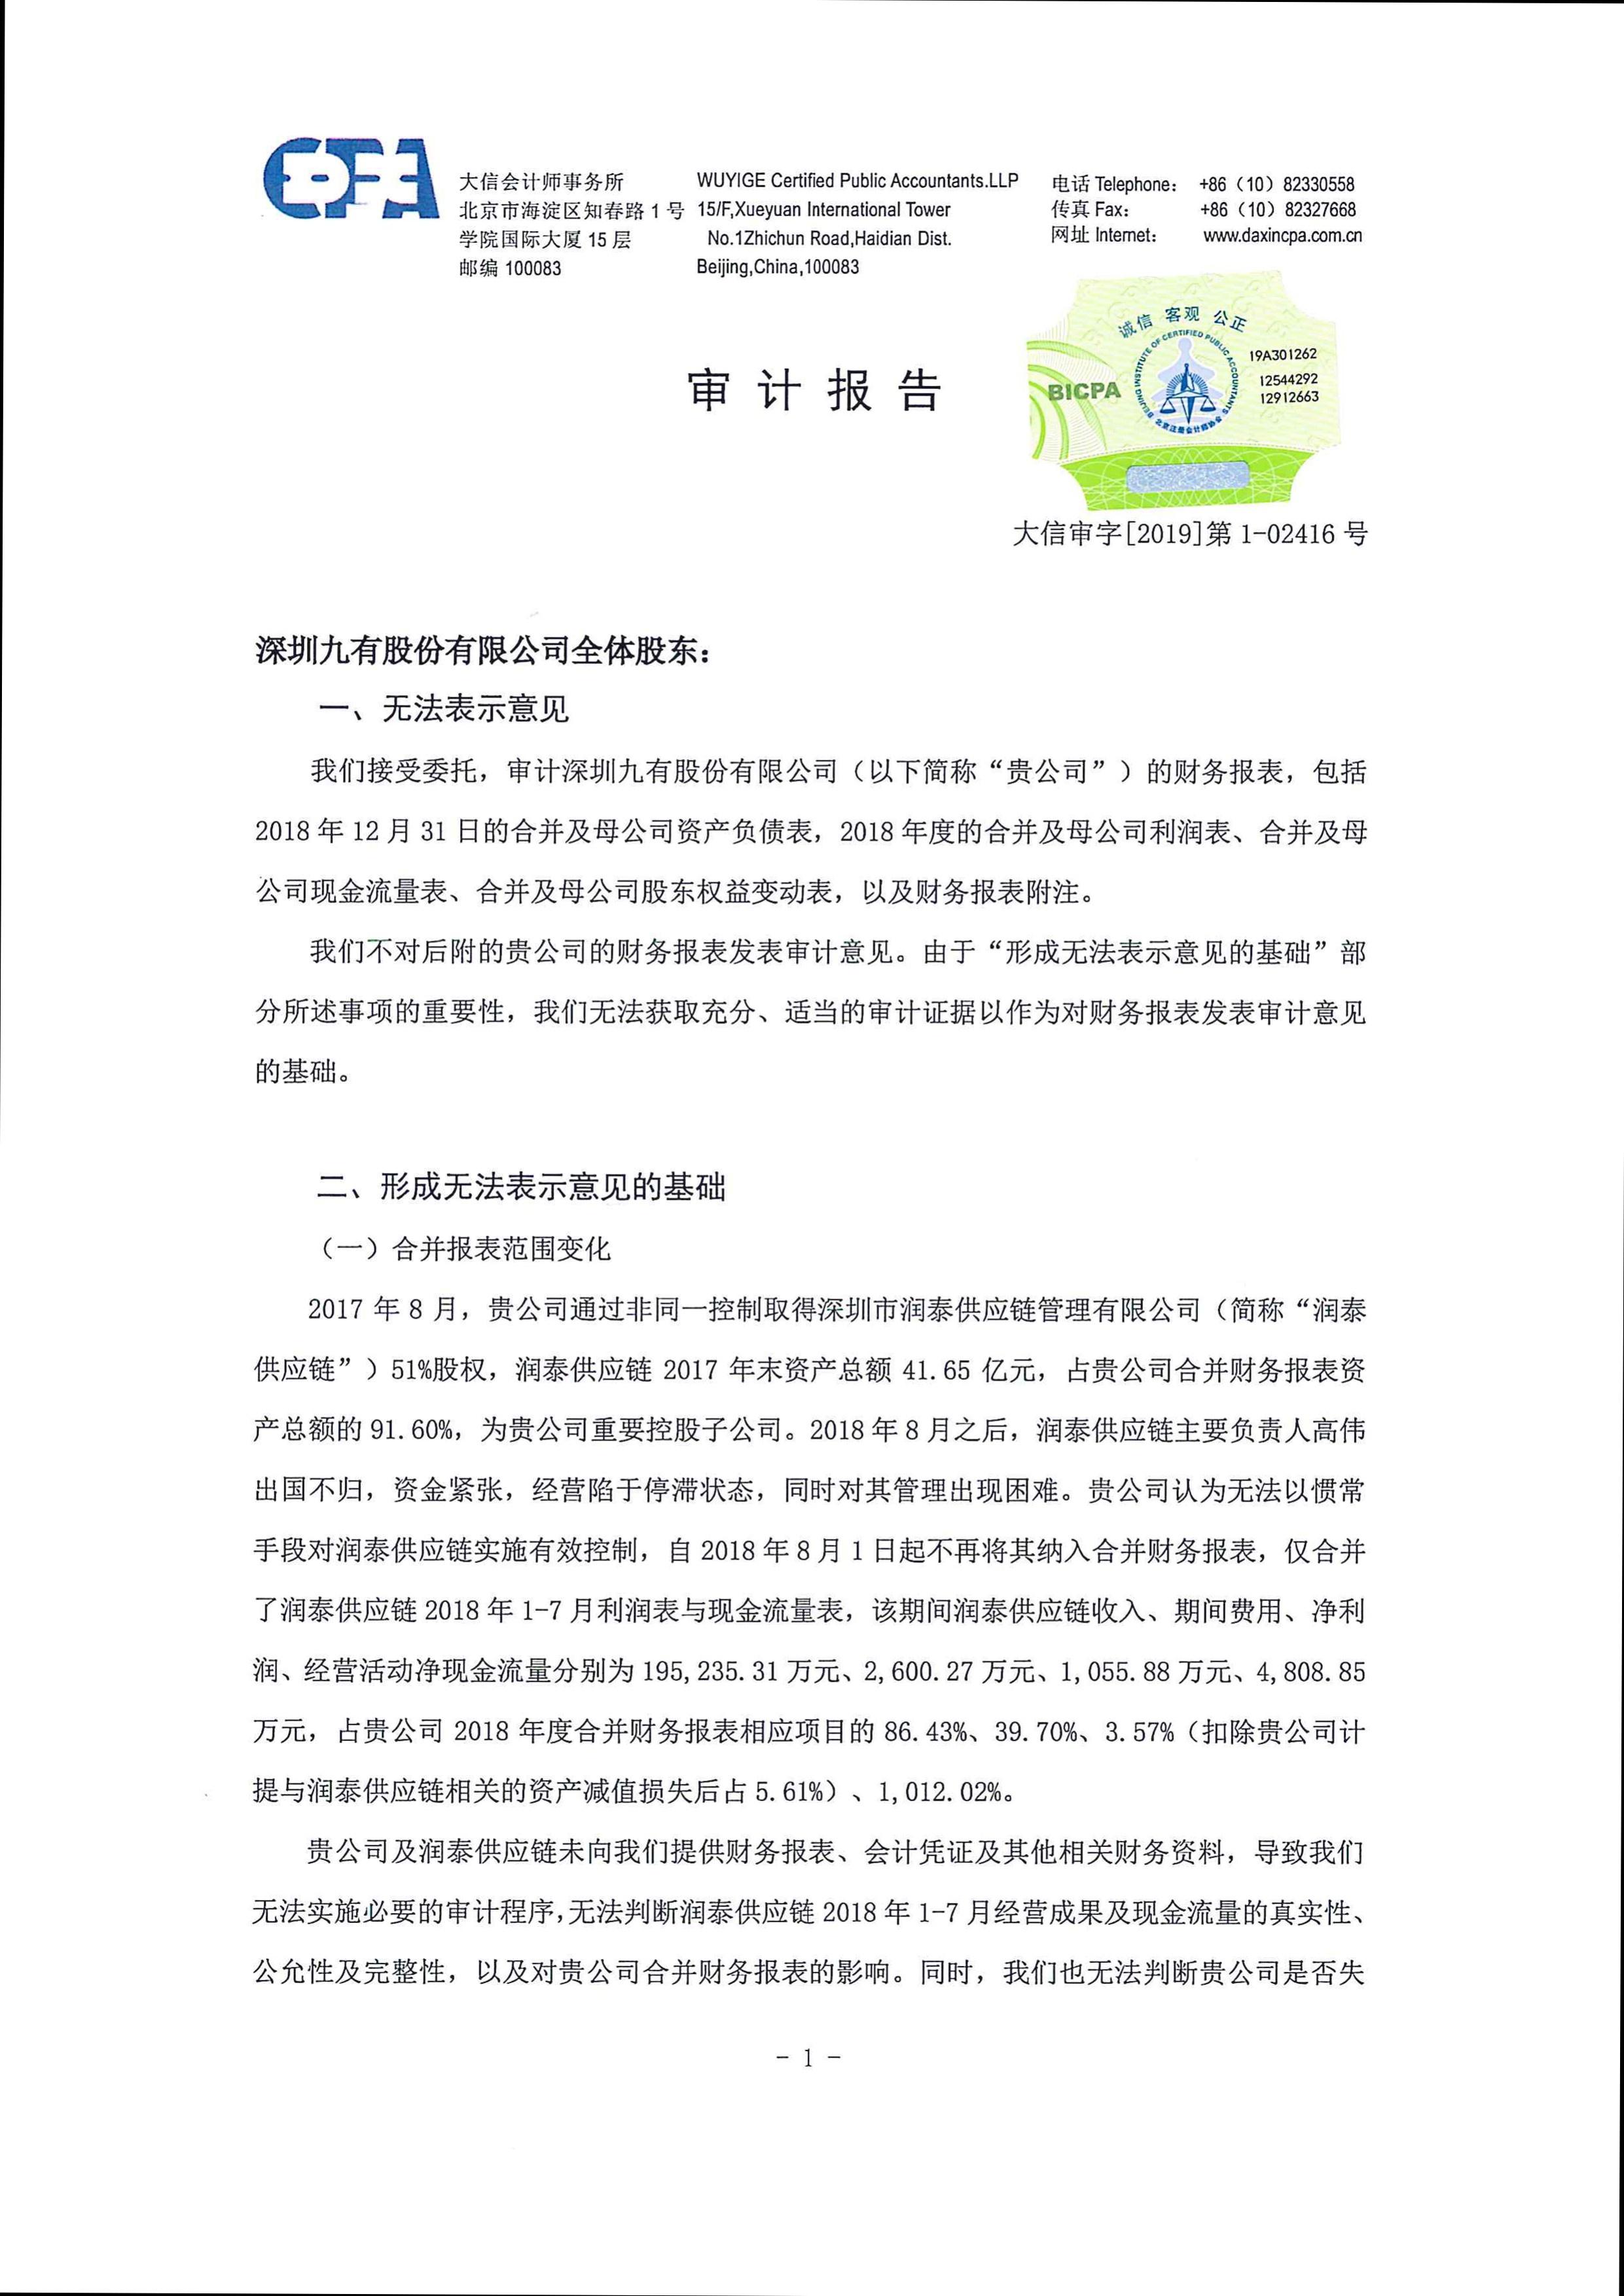 CPA
大信会计师事务所
北京市海淀区知春路 1 号
学院国际大厦 15 层
邮编 100083
WUYIGE Certified Public Accountants.LLP
15/F,Xueyuan International Tower
No.1Zhichun Road,Haidian Dist.
Beijing,China,100083
电话 Telephone: +86（10）82330558
传真 Fax: +86（10）82327668
网址 Internet: www.daxincpa.com.cn
诚信 客观 公正
BEIJING INSTITUTE OF CERTIFIED PUBLIC ACCOUNTANTS
北京注册会计师协会
BICPA
19A301262
12544292
12912663
审计报告
大信审字[2019]第 1-02416 号
深圳九有股份有限公司全体股东：
一、无法表示意见
我们接受委托，审计深圳九有股份有限公司（以下简称“贵公司”）的财务报表，包括
2018 年 12 月 31 日的合并及母公司资产负债表，2018 年度的合并及母公司利润表、合并及母
公司现金流量表、合并及母公司股东权益变动表，以及财务报表附注。
我们不对后附的贵公司的财务报表发表审计意见。由于“形成无法表示意见的基础”部
分所述事项的重要性，我们无法获取充分、适当的审计证据以作为对财务报表发表审计意见
的基础。
二、形成无法表示意见的基础
（一）合并报表范围变化
2017 年 8 月，贵公司通过非同一控制取得深圳市润泰供应链管理有限公司（简称“润泰
供应链”）51%股权，润泰供应链 2017 年末资产总额 41.65 亿元，占贵公司合并财务报表资
产总额的 91.60%，为贵公司重要控股子公司。2018 年 8 月之后，润泰供应链主要负责人高伟
出国不归，资金紧张，经营陷于停滞状态，同时对其管理出现困难。贵公司认为无法以惯常
手段对润泰供应链实施有效控制，自 2018 年 8 月 1 日起不再将其纳入合并财务报表，仅合并
了润泰供应链 2018 年 1-7 月利润表与现金流量表，该期间润泰供应链收入、期间费用、净利
润、经营活动净现金流量分别为 195,235.31 万元、2,600.27 万元、1,055.88 万元、4,808.85
万元，占贵公司 2018 年度合并财务报表相应项目的 86.43%、39.70%、3.57%（扣除贵公司计
提与润泰供应链相关的资产减值损失后占 5.61%）、1,012.02%。
贵公司及润泰供应链未向我们提供财务报表、会计凭证及其他相关财务资料，导致我们
无法实施必要的审计程序,无法判断润泰供应链 2018 年 1-7 月经营成果及现金流量的真实性、
公允性及完整性，以及对贵公司合并财务报表的影响。同时，我们也无法判断贵公司是否失
- 1 -